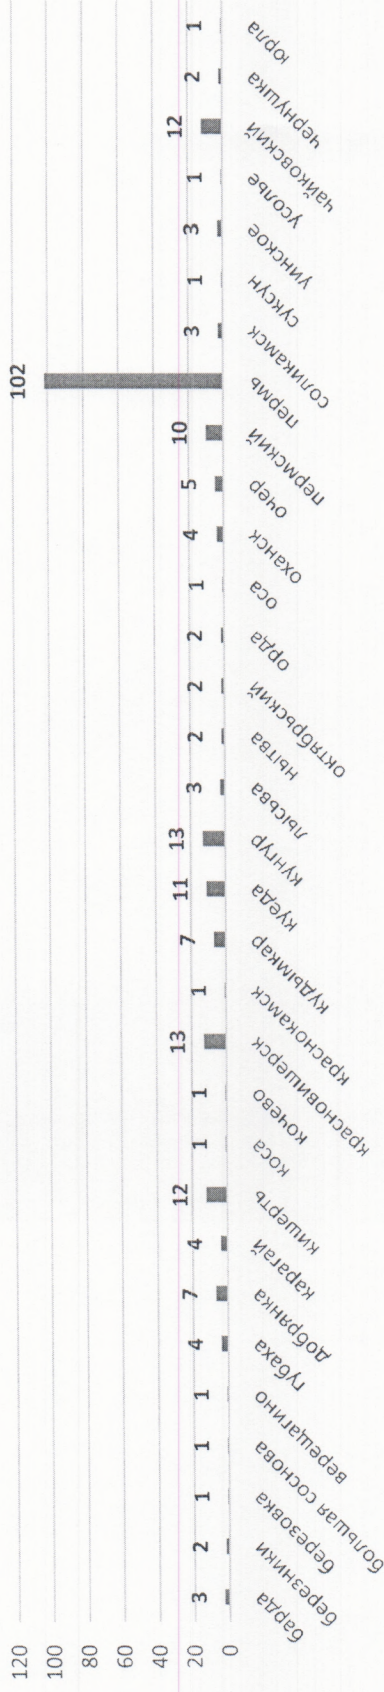 120
100
80
60
40
20
0
3
2
1
1
1
4
7
4
12
1
1
13
1
7
11
13
3
2
2
2
1
4
5
10
102
3
1
3
1
12
2
1
барда
березники
березовка
большая соснова
верещагино
губаха
добрянка
карагай
кишерть
коса
кочево
красновишерск
краснокамск
кудымкар
куеда
кунгур
лысьва
нытва
октябрьский
орда
оса
оханск
очер
пермский
пермь
соликамск
суксун
уинское
усолье
чайковский
чернушка
юрла